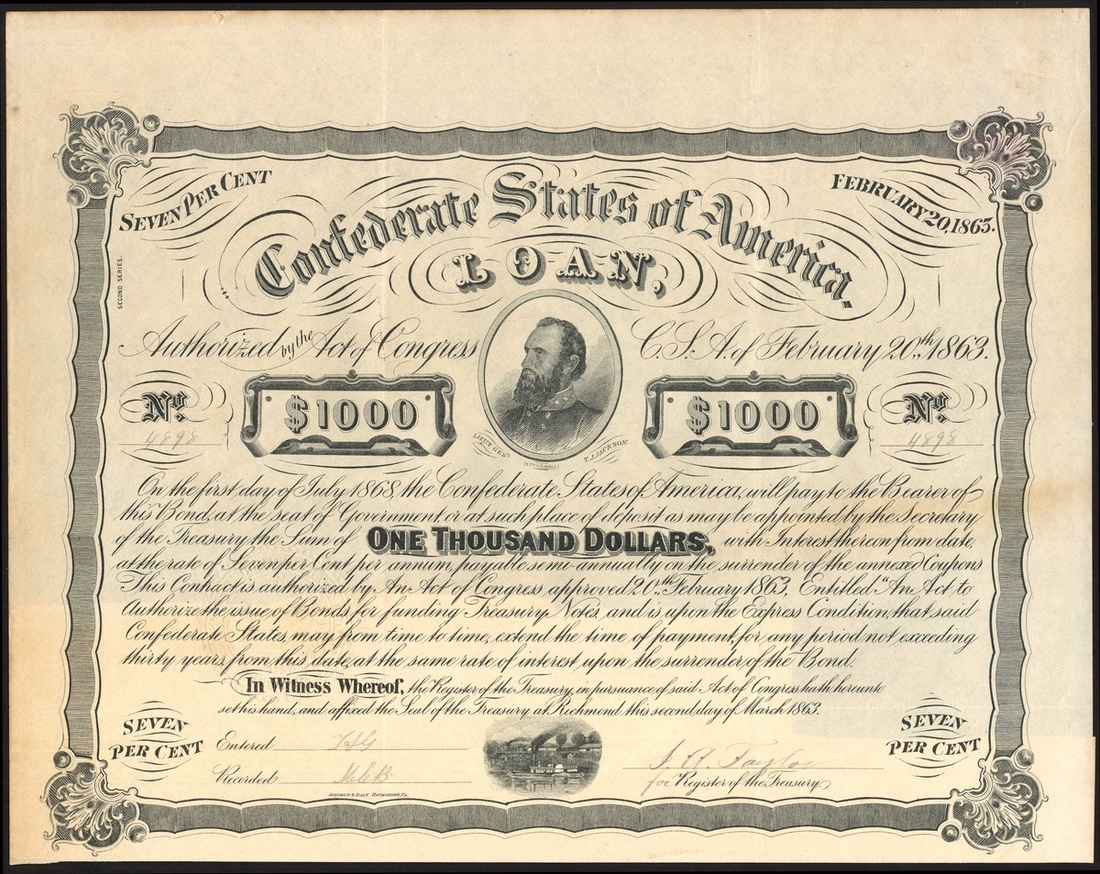 SEVEN PER CENT
FEBRUARY 20, 1863.
Confederate States of America.
LOAN,
SECOND SERIES.
Authorized by the Act of Congress C.S.A. of February 20th, 1863.
No. 4898
$1000
$1000
No. 4898
LIEUT. GENL. T. J. JACKSON.
On the first day of July 1868, the Confederate States of America, will pay to the Bearer of
this Bond, at the seat of Government or at such place of deposit as may be appointed by the Secretary
of the Treasury the Sum of ONE THOUSAND DOLLARS, with Interest thereon from date,
at the rate of Seven per Cent per annum, payable semi-annually on the surrender of the annexed Coupons
This Contract is authorized by An Act of Congress approved 20th February 1863. Entitled "An Act to
Authorize the issue of Bonds for funding Treasury Notes, and is upon the Express Condition, that said
Confederate States, may from time to time, extend the time of payment, for any period not exceeding
thirty years, from this date, at the same rate of interest upon the surrender of the Bond.
In Witness Whereof, the Register of the Treasury, in pursuance of said Act of Congress hath hereunto
set his hand, and affixed the Seal of the Treasury at Richmond, this second day of March 1863.
SEVEN
PER CENT
SEVEN
PER CENT
Entered
Recorded
Taylor
for Register of the Treasury.
ARCHER & DALY RICHMOND, VA.